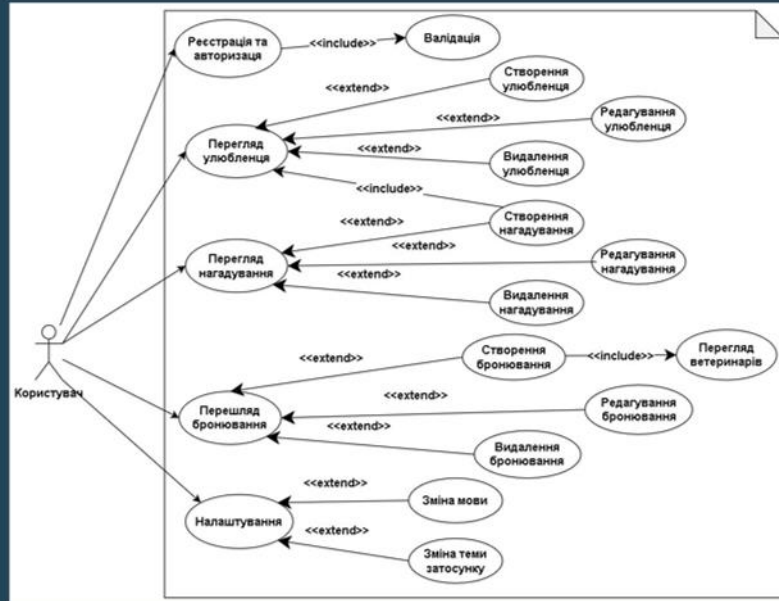 Реєстрація та
авторизаця
<<include>>
Валідація
<<extend>>
Створення
улюбленця
<<extend>>
Редагування
улюбленця
Перегляд
улюбленця
<<extend>>
Видалення
улюбленця
<<include>>
<<extend>>
Створення
нагадування
<<extend>>
Перегляд
нагадування
Редагування
нагадування
<<extend>>
Видалення
нагадування
Користувач
<<extend>>
Створення
бронювання
<<include>>
Перегляд
ветеринарів
<<extend>>
Перешляд
бронювання
Редагування
бронювання
<<extend>>
Видалення
бронювання
<<extend>>
Зміна мови
Налаштування
<<extend>>
Зміна теми
затосунку